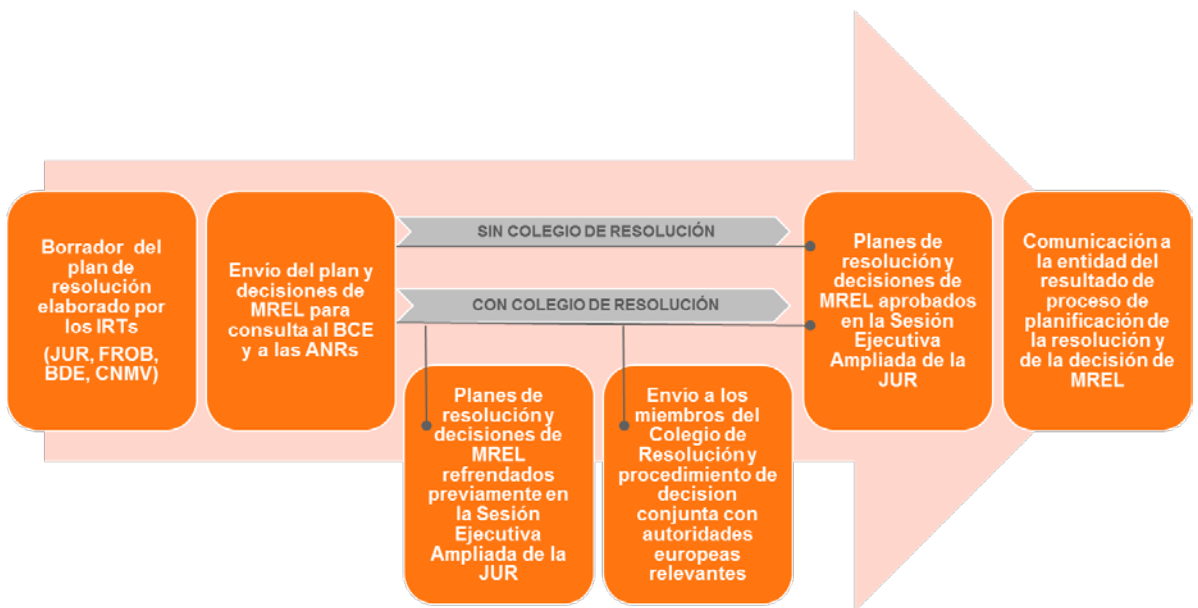 Borrador del
plan de
resolución
elaborado por
los IRTs
(JUR, FROB,
BDE, CNMV)
Envío del plan y
decisiones de
MREL para
consulta al BCE
y a las ANRs
SIN COLEGIO DE RESOLUCIÓN
CON COLEGIO DE RESOLUCIÓN
Planes de
resolución y
decisiones de
MREL
refrendados
previamente en
la Sesión
Ejecutiva
Ampliada de la
JUR
Envio a los
miembros del
Colegio de
Resolución y
procedimiento de
decision
conjunta con
autoridades
europeas
relevantes
Planes de
resolución y
decisiones de
MREL aprobados
en la Sesión
Ejecutiva
Ampliada de la
JUR
Comunicación a
la entidad del
resultado de
proceso de
planificación de
la resolución y
de la decisión de
MREL